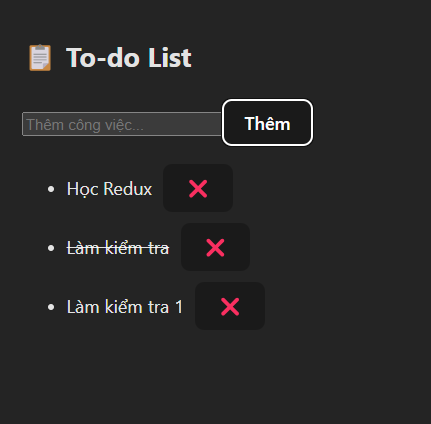 📋 To-do List
Thêm công việc... Thêm
Học Redux ❌
Làm kiểm tra ❌
Làm kiểm tra 1 ❌